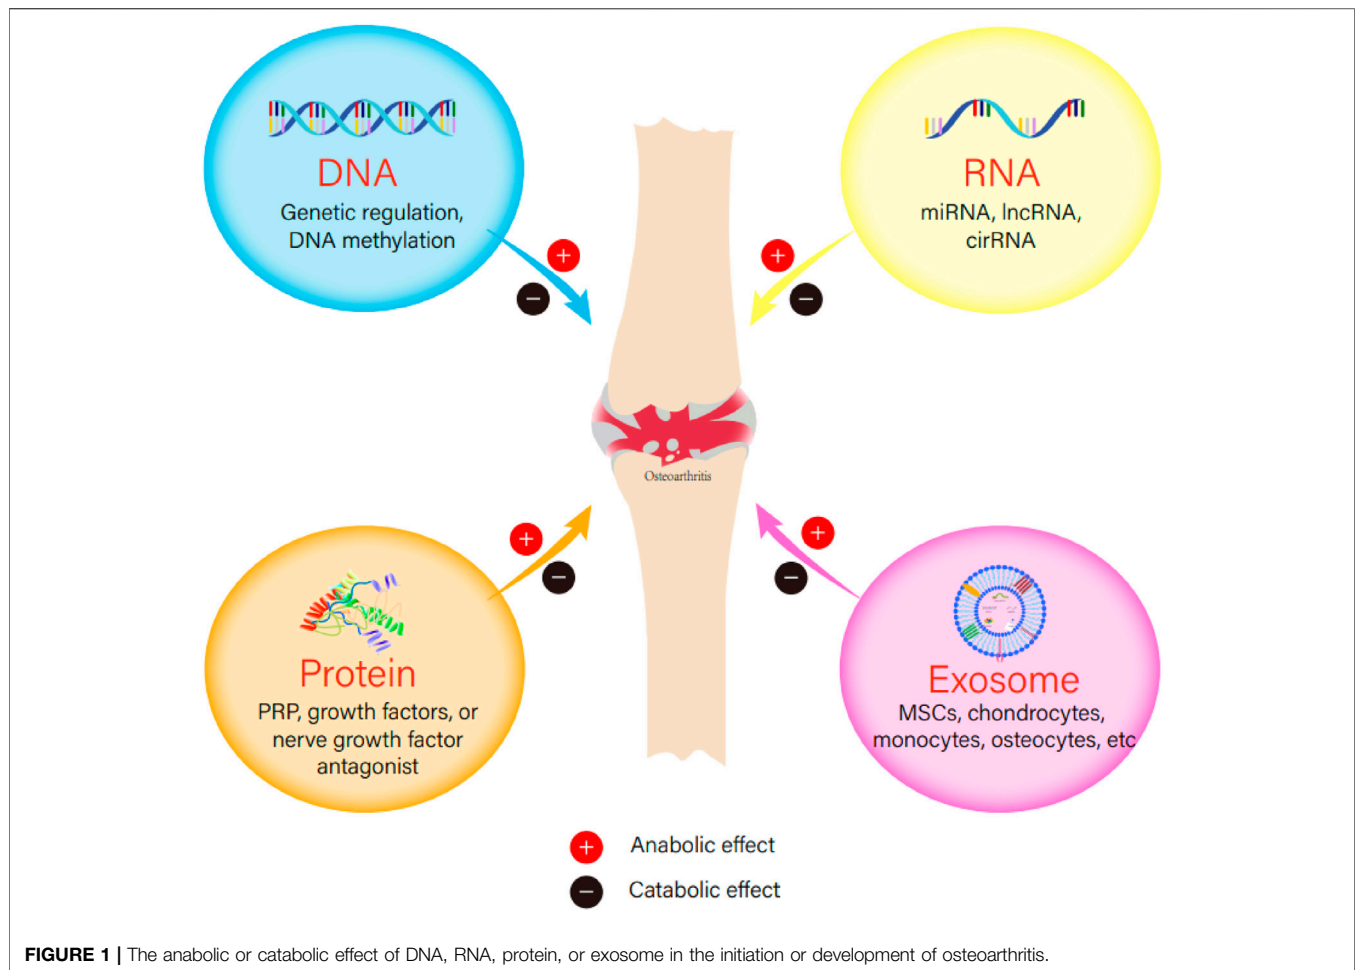 DNA
Genetic regulation,
DNA methylation
RNA
miRNA, lncRNA,
cirRNA
+
−
+
−
Osteoarthritis
+
−
+
−
Protein
PRP, growth factors, or
nerve growth factor
antagonist
Exosome
MSCs, chondrocytes,
monocytes, osteocytes, etc
+ Anabolic effect
− Catabolic effect
FIGURE 1 | The anabolic or catabolic effect of DNA, RNA, protein, or exosome in the initiation or development of osteoarthritis.